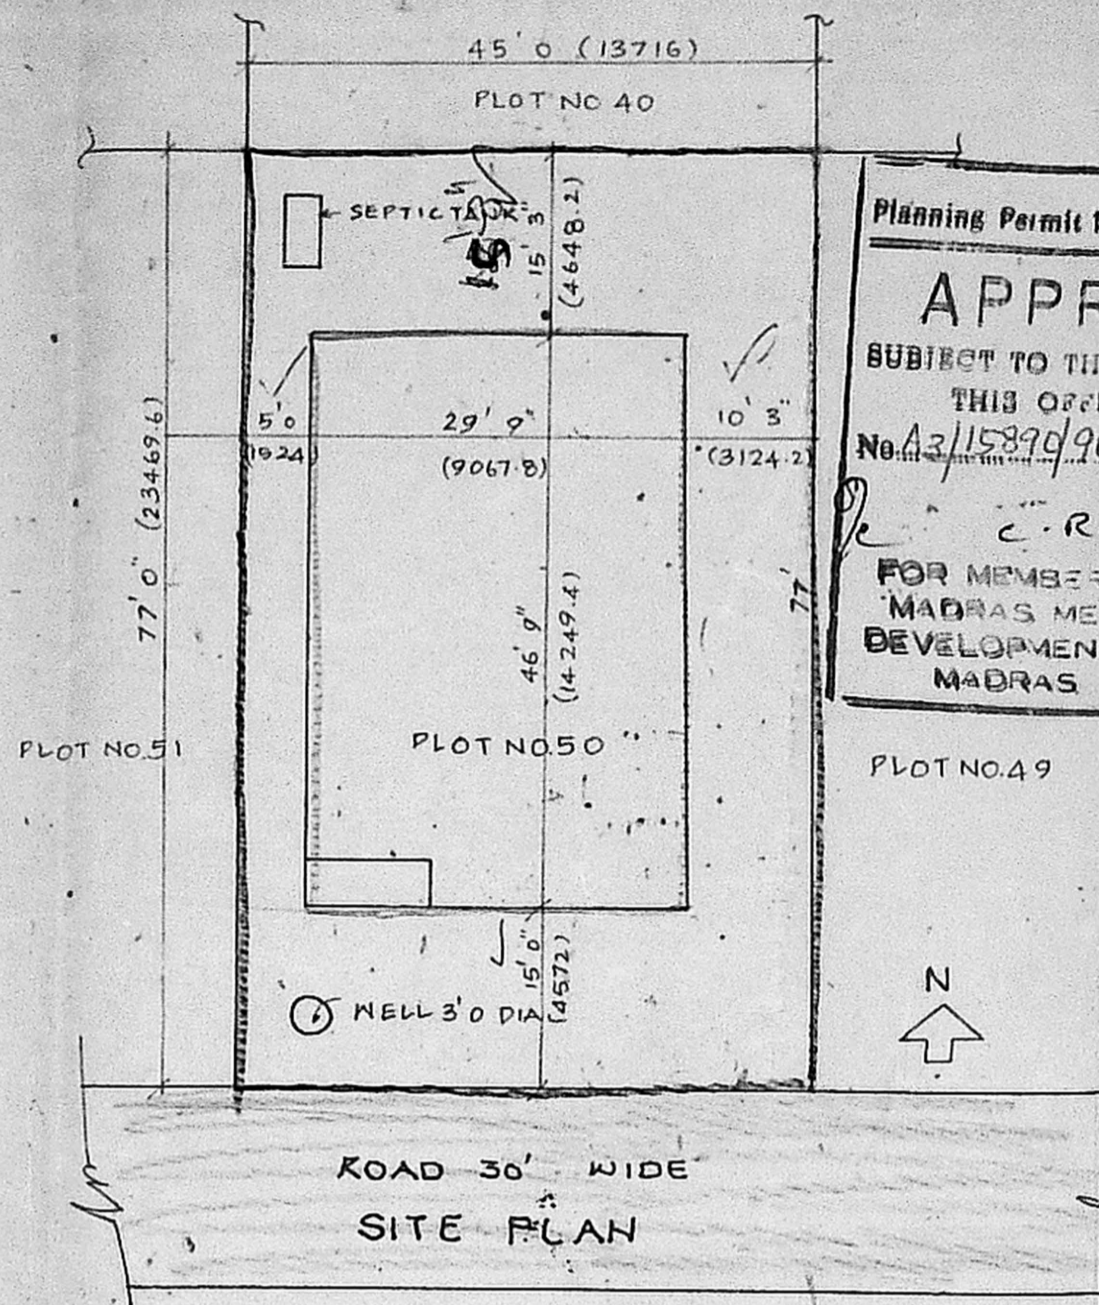 45' 0 (13716)
PLOT NO 40
SEPTIC TANK
15' 3"
(4648.2)
Planning Permit
APPR
SUBJECT TO TH
THIS OFF
No. A3/15890/9
C.R
FOR MEMBE
MADRAS ME
DEVELOPMEN
MADRAS
5'0
(1524)
29' 9"
(9067.8)
10' 3"
(3124.2)
77' 0" (23469.6)
77'
46' 9"
(14249.4)
PLOT NO.51
PLOT NO.50
PLOT NO.49
15' 0"
(4572)
WELL 3'0 DIA
N
ROAD 30' WIDE
SITE PLAN